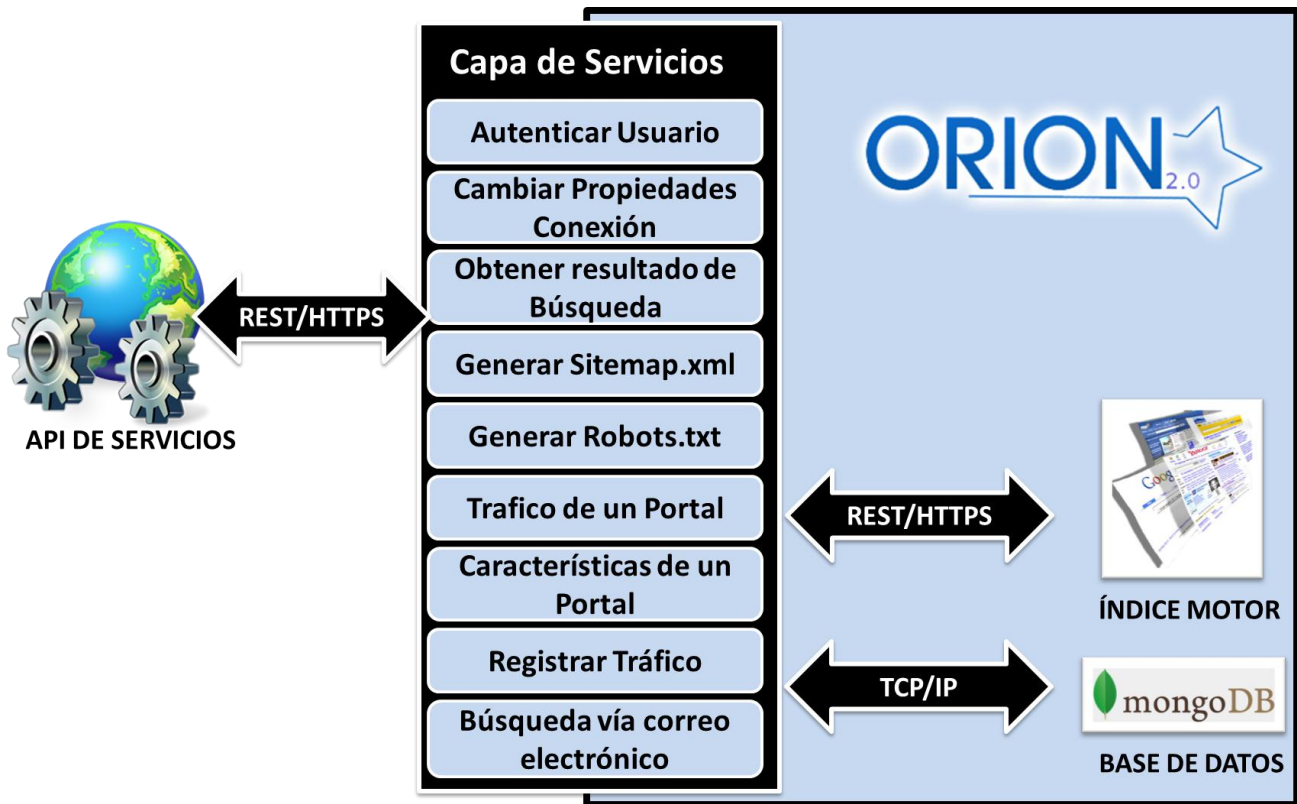 Capa de Servicios
Autenticar Usuario
Cambiar Propiedades
Conexión
Obtener resultado de
Búsqueda
Generar Sitemap.xml
Generar Robots.txt
Trafico de un Portal
Características de un
Portal
Registrar Tráfico
Búsqueda vía correo
electrónico
REST/HTTPS
API DE SERVICIOS
ORION 2.0
REST/HTTPS
ÍNDICE MOTOR
TCP/IP
mongoDB
BASE DE DATOS